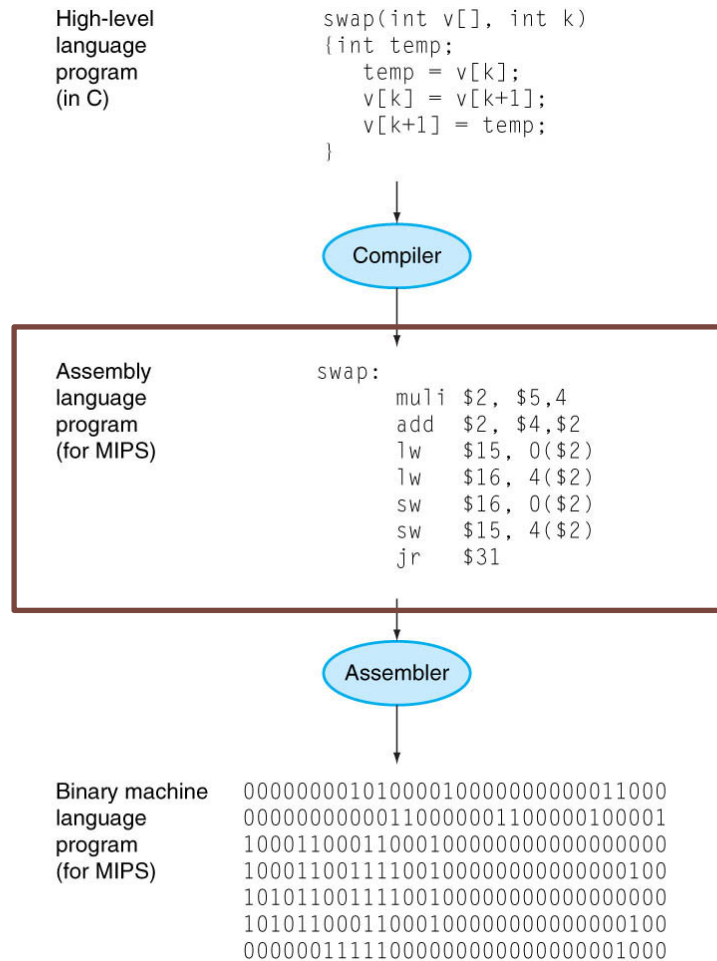 High-level
language
program
(in C)
swap(int v[], int k)
{int temp;
temp = v[k];
v[k] = v[k+1];
v[k+1] = temp;
}
Compiler
Assembly
language
program
(for MIPS)
swap:
muli $2, $5,4
add $2, $4,$2
lw $15, 0($2)
lw $16, 4($2)
sw $16, 0($2)
sw $15, 4($2)
jr $31
Assembler
Binary machine
language
program
(for MIPS)
00000000101000010000000000011000
00000000000110000001100000100001
10001100011000100000000000000000
10001100111100100000000000000100
10101100111100100000000000000000
10101100011000100000000000000100
00000011111000000000000000001000